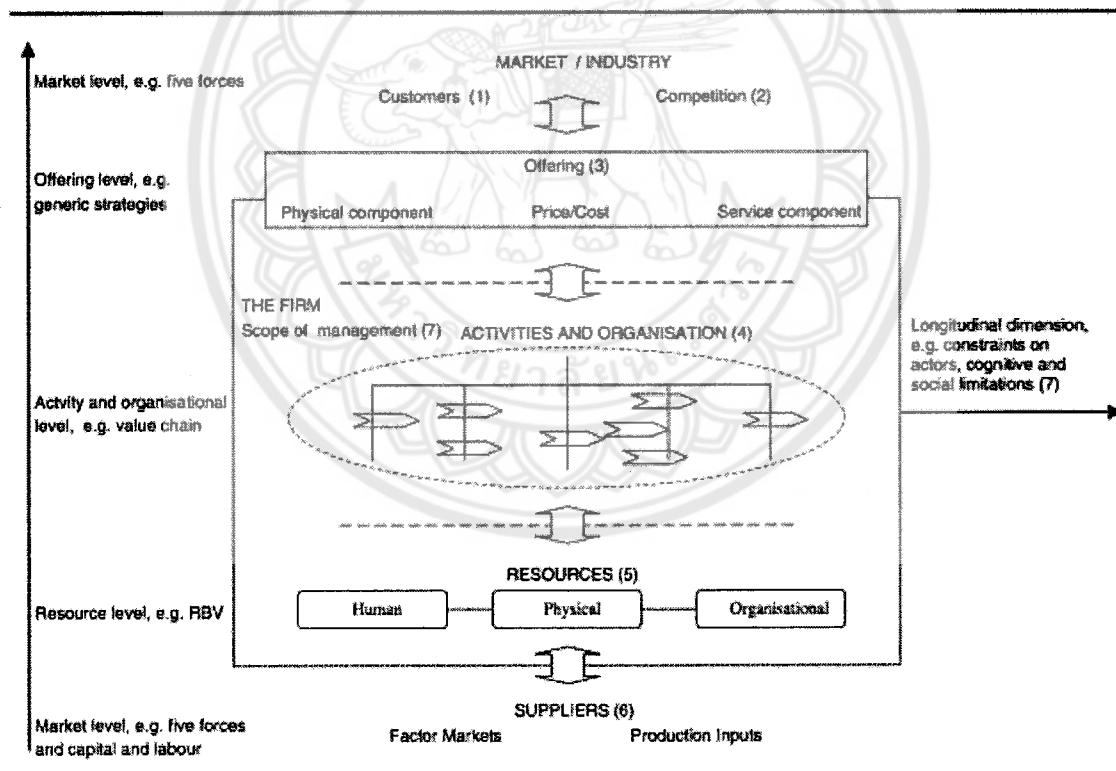 MARKET / INDUSTRY
Market level, e.g. five forces
Customers (1)
Competition (2)
Offering (3)
Offering level, e.g.
generic strategies
Physical component
Price/Cost
Service component
THE FIRM
Scope of management (7)
ACTIVITIES AND ORGANISATION (4)
Longitudinal dimension,
e.g. constraints on
actors, cognitive and
social limitations (7)
Actvity and organisational
level, e.g. value chain
RESOURCES (5)
Resource level, e.g. RBV
Human
Physical
Organisational
SUPPLIERS (6)
Market level, e.g. five forces
and capital and labour
Factor Markets
Production Inputs